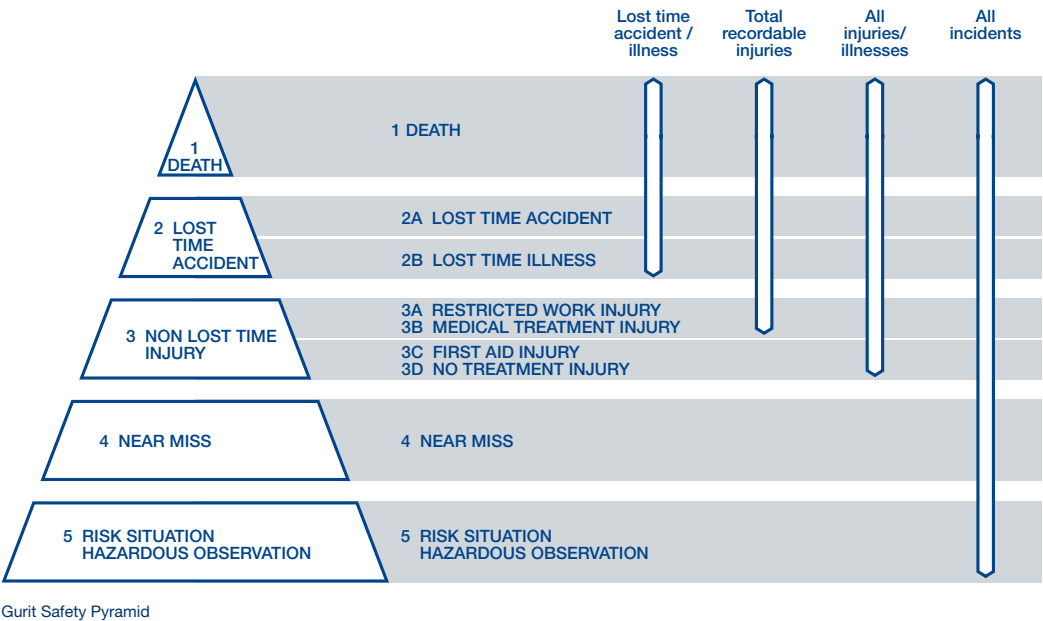 Lost time
accident /
illness
Total
recordable
injuries
All
injuries/
illnesses
All
incidents
1
DEATH
1 DEATH
2 LOST
TIME
ACCIDENT
2A LOST TIME ACCIDENT
2B LOST TIME ILLNESS
3 NON LOST TIME
INJURY
3A RESTRICTED WORK INJURY
3B MEDICAL TREATMENT INJURY
3C FIRST AID INJURY
3D NO TREATMENT INJURY
4 NEAR MISS
4 NEAR MISS
5 RISK SITUATION
HAZARDOUS OBSERVATION
5 RISK SITUATION
HAZARDOUS OBSERVATION
Gurit Safety Pyramid